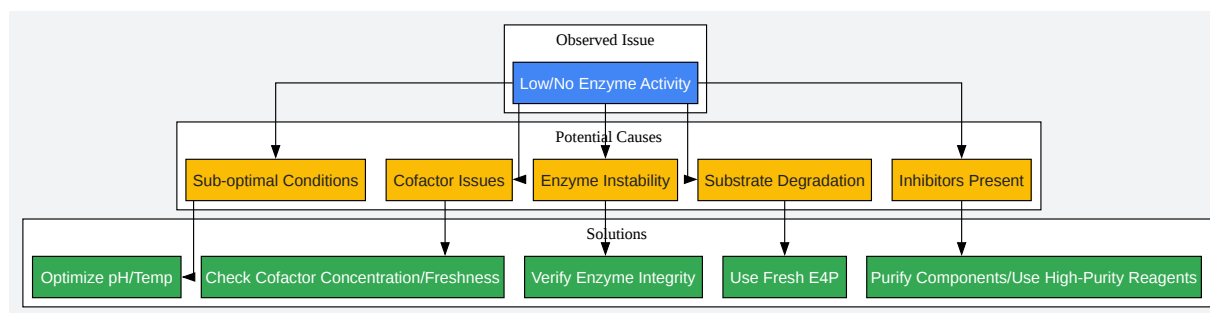 Observed Issue
Low/No Enzyme Activity
Potential Causes
Sub-optimal Conditions
Cofactor Issues
Enzyme Instability
Substrate Degradation
Inhibitors Present
Solutions
Optimize pH/Temp
Check Cofactor Concentration/Freshness
Verify Enzyme Integrity
Use Fresh E4P
Purify Components/Use High-Purity Reagents